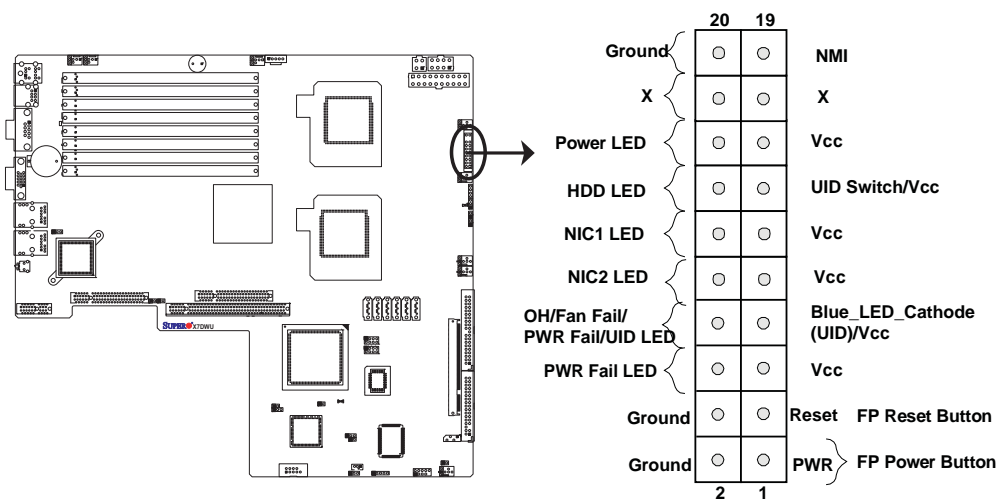 20 19
Ground NMI
X X
Power LED Vcc
HDD LED UID Switch/Vcc
NIC1 LED Vcc
NIC2 LED Vcc
OH/Fan Fail/
PWR Fail/UID LED
Blue_LED_Cathode
(UID)/Vcc
PWR Fail LED Vcc
Ground Reset FP Reset Button
Ground PWR FP Power Button
2 1
SUPER X7DWU